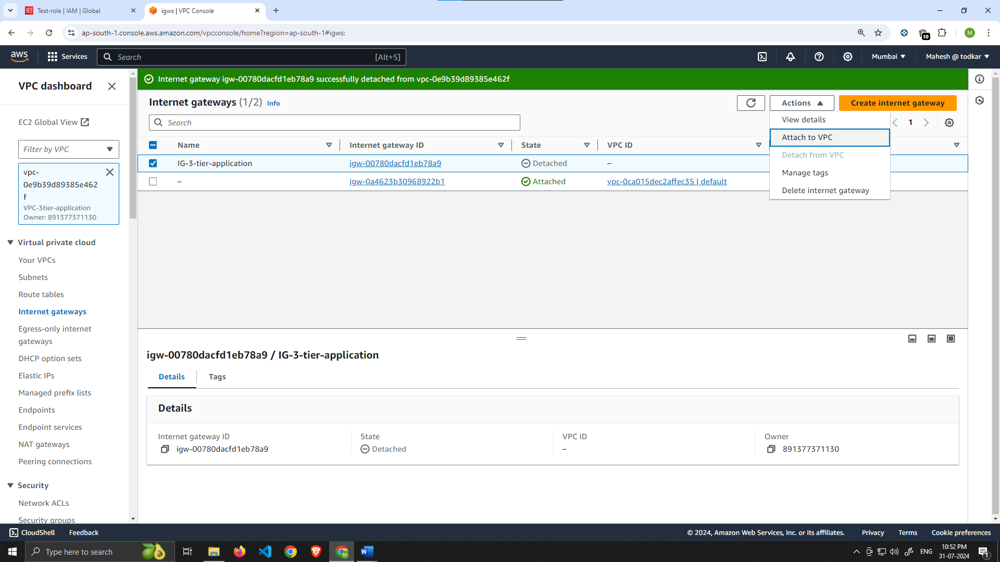 Test-role | IAM | Global
igws | VPC Console
ap-south-1.console.aws.amazon.com/vpcconsole/home?region=ap-south-1#igws:
10
M
aws
Services
Search
[Alt+S]
Mumbai
Mahesh @ todkar
VPC dashboard
EC2 Global View
Filter by VPC
vpc-
0e9b39d89385e462
f
VPC-3tier-application
Owner: 891377371130
Virtual private cloud
Your VPCs
Subnets
Route tables
Internet gateways
Egress-only internet
gateways
DHCP option sets
Elastic IPs
Managed prefix lists
Endpoints
Endpoint services
NAT gateways
Peering connections
Security
Network ACLs
Security groups
Internet gateway igw-00780dacfd1eb78a9 successfully detached from vpc-0e9b39d89385e462f
Internet gateways (1/2) Info
Actions
Create internet gateway
Search
1
View details
Attach to VPC
Detach from VPC
Manage tags
Delete internet gateway
Name Internet gateway ID State VPC ID
IG-3-tier-application igw-00780dacfd1eb78a9 Detached –
– igw-0a4623b30968922b1 Attached vpc-0ca015dec2affec35 | default
igw-00780dacfd1eb78a9 / IG-3-tier-application
Details Tags
Details
Internet gateway ID State VPC ID Owner
igw-00780dacfd1eb78a9 Detached – 891377371130
CloudShell Feedback
© 2024, Amazon Web Services, Inc. or its affiliates. Privacy Terms Cookie preferences
Type here to search
M
W
ENG
10:52 PM
31-07-2024
1